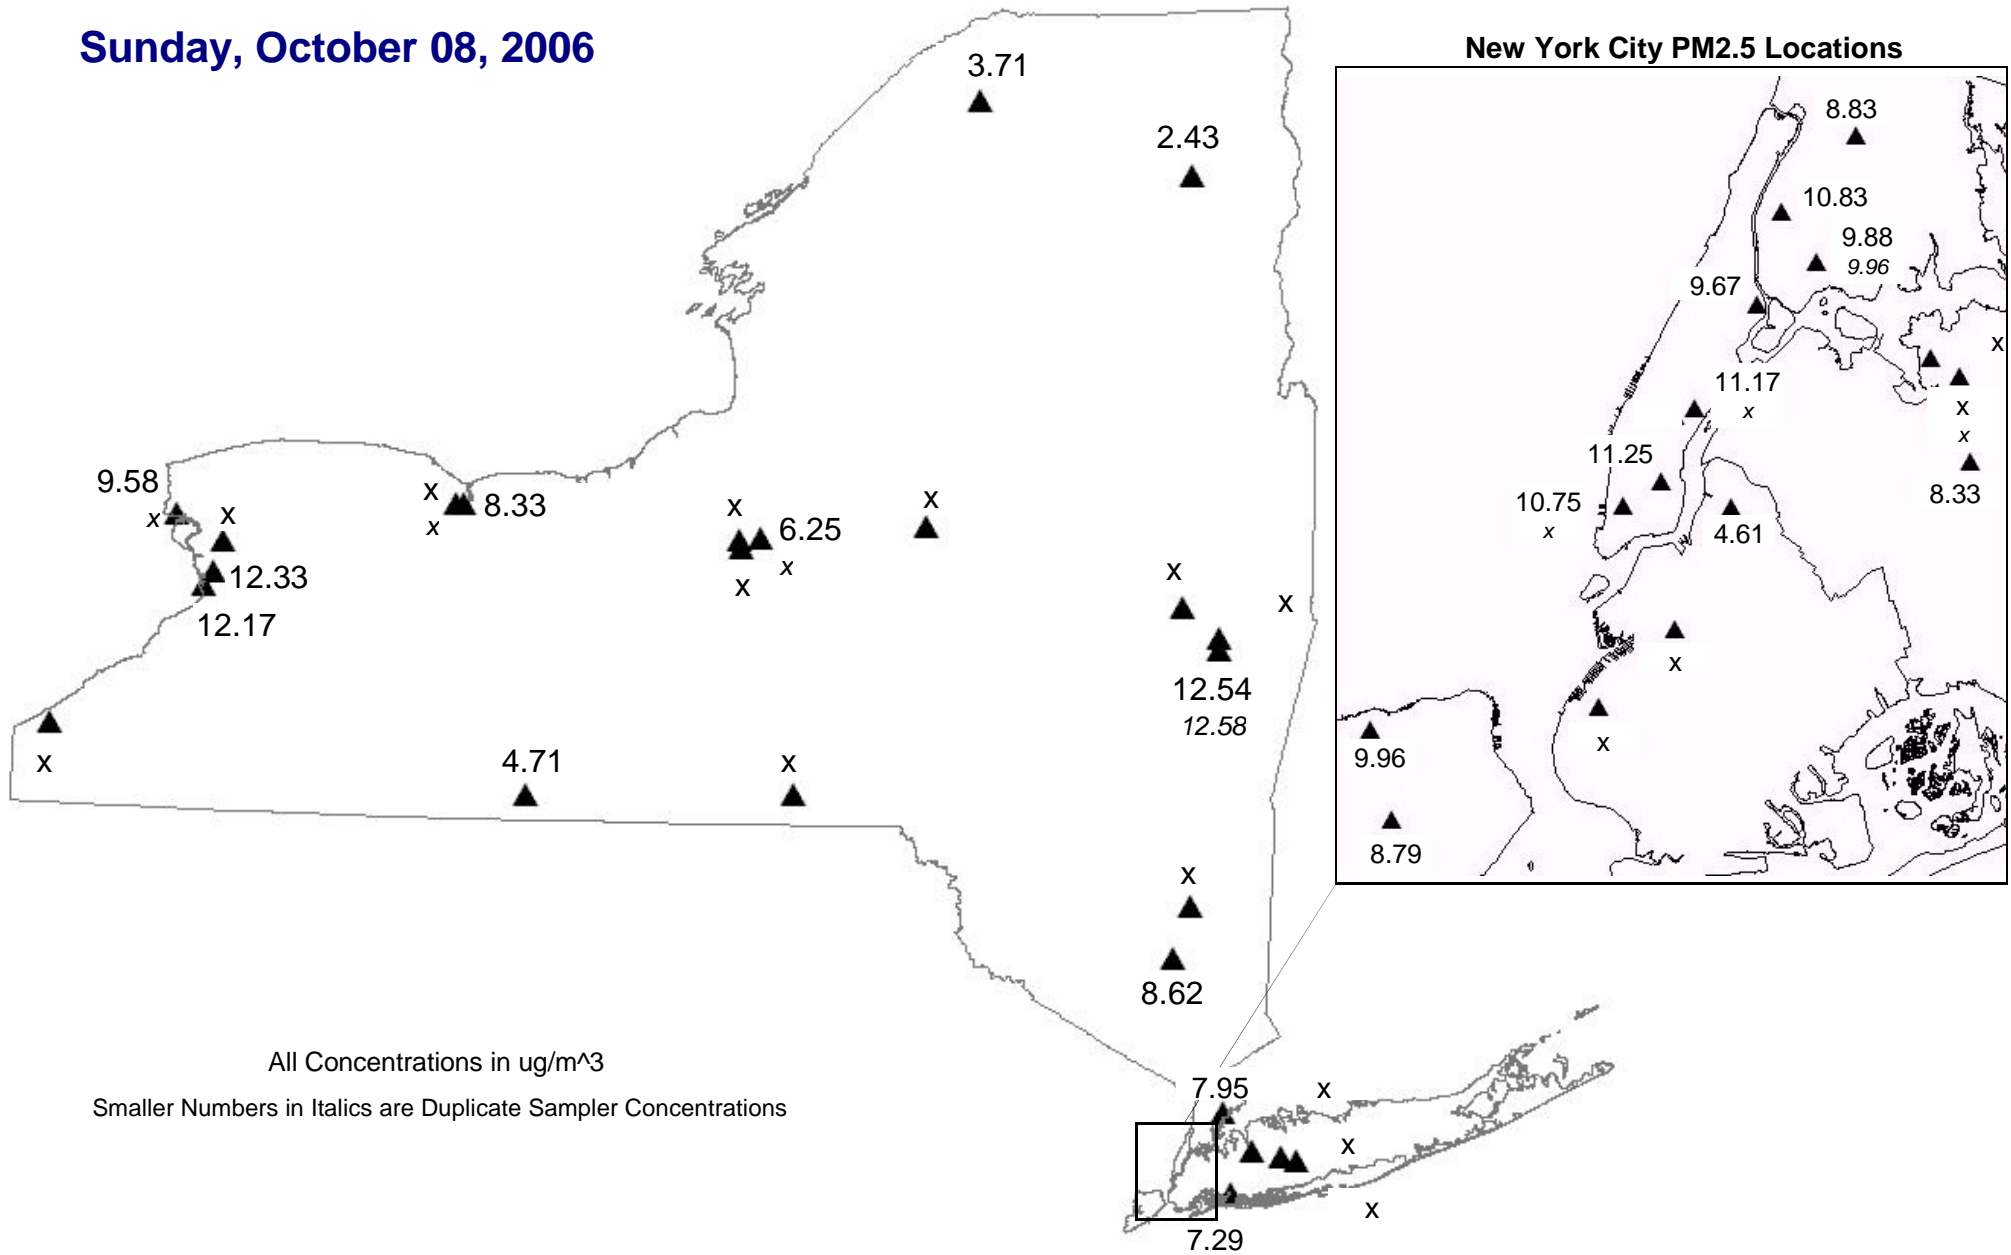 Sunday, October 08, 2006
New York City PM2.5 Locations
3.71
2.43
9.58
x
x
12.33
12.17
x
x
8.33
x
6.25
x
x
x
x
x
12.54
12.58
x
4.71
x
x
8.62
7.95
x
x
x
7.29
8.83
10.83
9.88
9.96
9.67
x
11.17
x
x
x
11.25
8.33
10.75
x
4.61
x
x
9.96
8.79
All Concentrations in ug/m^3
Smaller Numbers in Italics are Duplicate Sampler Concentrations